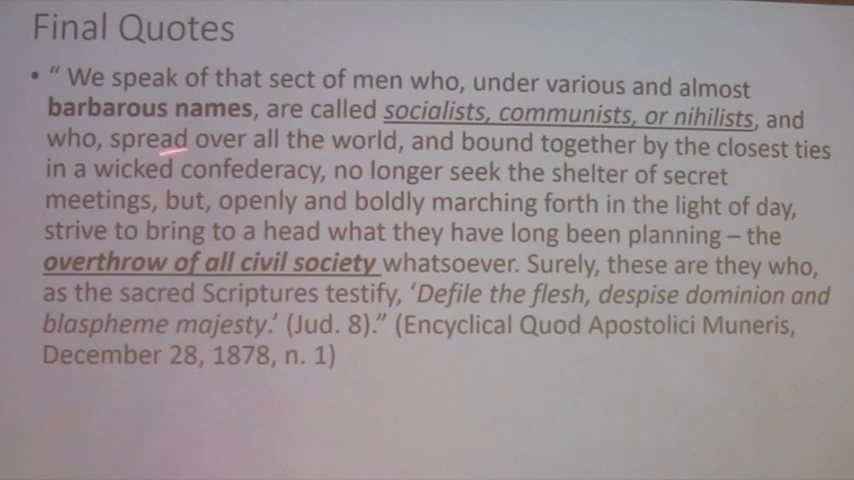 Final Quotes
• “ We speak of that sect of men who, under various and almost
barbarous names, are called socialists, communists, or nihilists, and
who, spread over all the world, and bound together by the closest ties
in a wicked confederacy, no longer seek the shelter of secret
meetings, but, openly and boldly marching forth in the light of day,
strive to bring to a head what they have long been planning – the
overthrow of all civil society whatsoever. Surely, these are they who,
as the sacred Scriptures testify, ‘Defile the flesh, despise dominion and
blaspheme majesty.’ (Jud. 8).” (Encyclical Quod Apostolici Muneris,
December 28, 1878, n. 1)